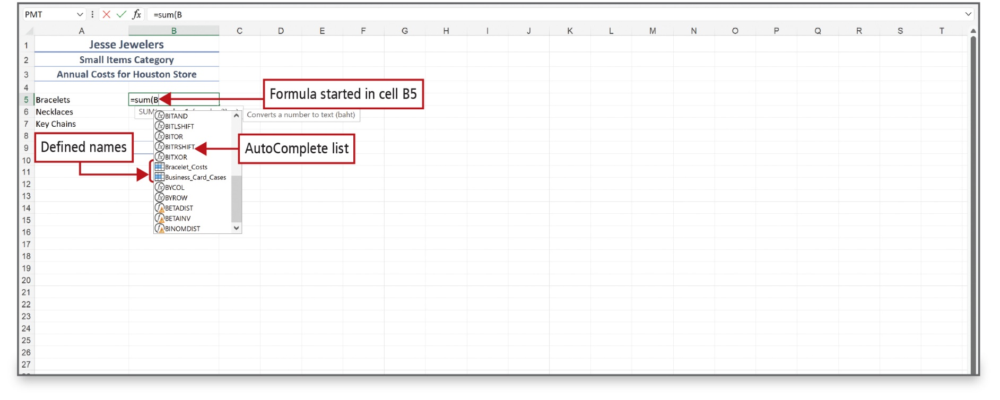 PMT =sum(B
A B C D E F G H I J K L M N O P Q R S T
1 Jesse Jewelers
2 Small Items Category
3 Annual Costs for Houston Store
4
5 Bracelets =sum(B
Formula started in cell B5
6 Necklaces SUM(
Converts a number to text (baht)
7 Key Chains
8
9
10
11
12
13
14
15
16
17
18
19
20
21
22
23
24
25
26
27
BITAND
BITLSHIFT
BITOR
BITRSHIFT
BITXOR
Bracelet_Costs
Business_Card_Cases
BYCOL
BYROW
BETADIST
BETAINV
BINOMDIST
Defined names
AutoComplete list